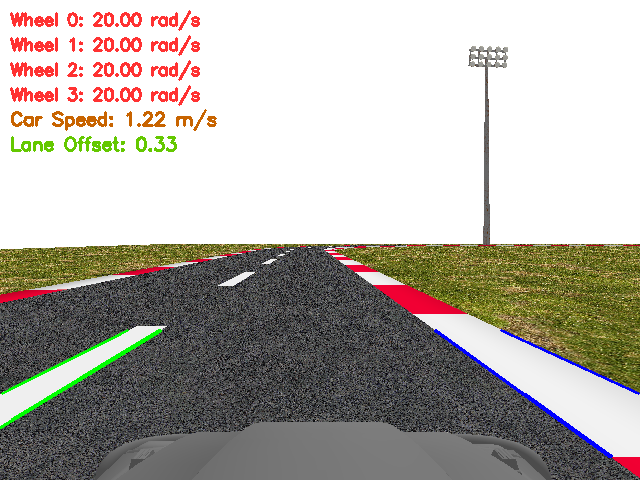 Wheel 0: 20.00 rad/s
Wheel 1: 20.00 rad/s
Wheel 2: 20.00 rad/s
Wheel 3: 20.00 rad/s
Car Speed: 1.22 m/s
Lane Offset: 0.33